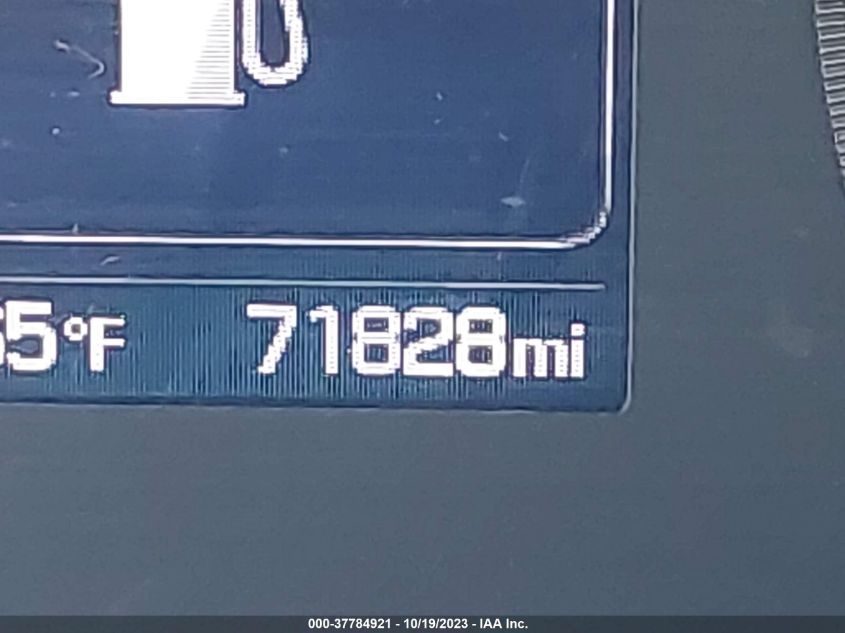 5°F 71828mi
000-37784921 - 10/19/2023 - IAA Inc.